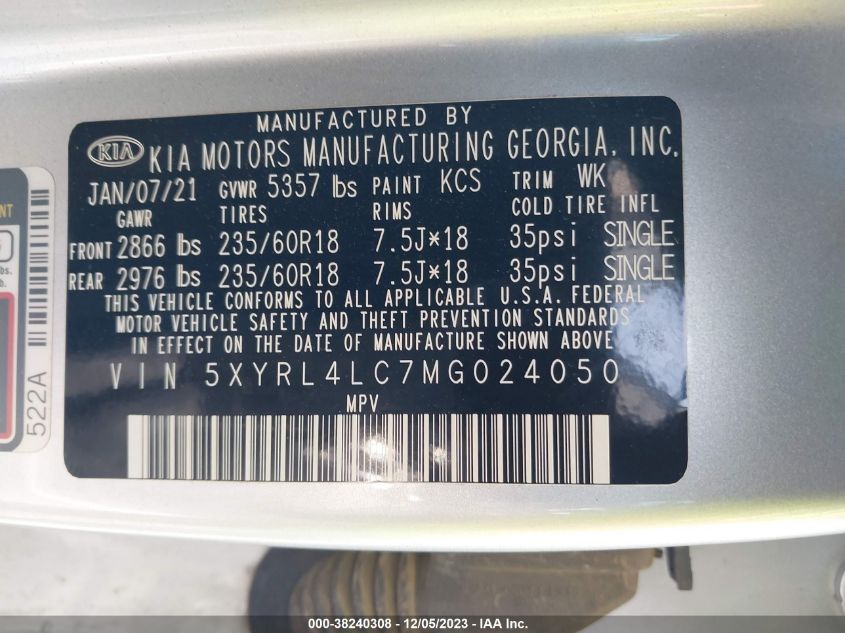 MANUFACTURED BY
KIA KIA MOTORS MANUFACTURING GEORGIA, INC.
JAN/07/21 GVWR 5357 lbs PAINT KCS TRIM WK
GAWR TIRES RIMS COLD TIRE INFL
FRONT 2866 lbs 235/60R18 7.5J*18 35psi SINGLE
REAR 2976 lbs 235/60R18 7.5J*18 35psi SINGLE
THIS VEHICLE CONFORMS TO ALL APPLICABLE U.S.A. FEDERAL
MOTOR VEHICLE SAFETY AND THEFT PREVENTION STANDARDS
IN EFFECT ON THE DATE OF MANUFACTURE SHOWN ABOVE
VIN 5XYRL4LC7MG024050
MPV
522A
000-38240308 - 12/05/2023 - IAA Inc.